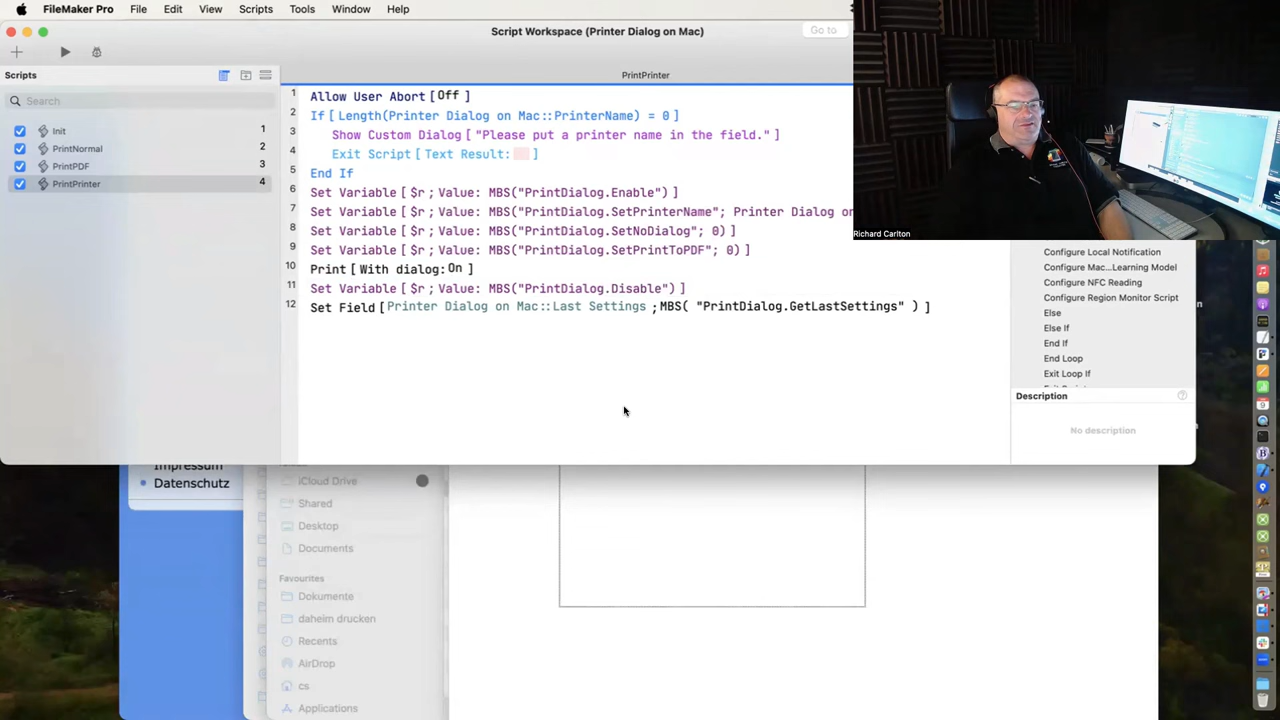 FileMaker Pro File Edit View Scripts Tools Window Help
Script Workspace (Printer Dialog on Mac)
Go to
Scripts
PrintPrinter
Search
Init 1
PrintNormal 2
PrintPDF 3
PrintPrinter 4
1 Allow User Abort [ Off ]
2 If [ Length(Printer Dialog on Mac::PrinterName) = 0 ]
3 Show Custom Dialog [ "Please put a printer name in the field." ]
4 Exit Script [ Text Result: ]
5 End If
6 Set Variable [ $r ; Value: MBS("PrintDialog.Enable") ]
7 Set Variable [ $r ; Value: MBS("PrintDialog.SetPrinterName"; Printer Dialog on
8 Set Variable [ $r ; Value: MBS("PrintDialog.SetNoDialog"; 0) ]
9 Set Variable [ $r ; Value: MBS("PrintDialog.SetPrintToPDF"; 0) ]
10 Print [ With dialog: On ]
11 Set Variable [ $r ; Value: MBS("PrintDialog.Disable") ]
12 Set Field [ Printer Dialog on Mac::Last Settings ; MBS( "PrintDialog.GetLastSettings" ) ]
Richard Carlton
Configure Local Notification
Configure Mac...Learning Model
Configure NFC Reading
Configure Region Monitor Script
Else
Else If
End If
End Loop
Exit Loop If
Description
No description
Impressum
Datenschutz
iCloud Drive
Shared
Desktop
Documents
Favourites
Dokumente
daheim drucken
Recents
AirDrop
cs
Applications